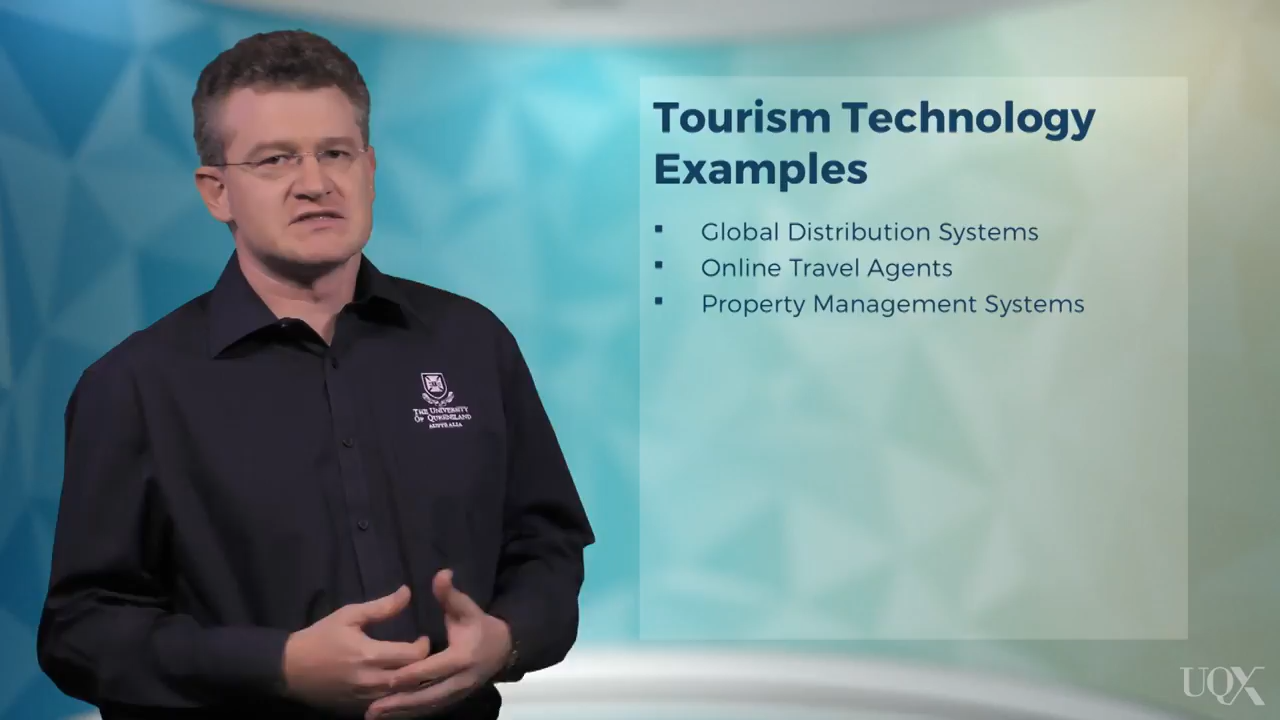 Tourism Technology
Examples
▪ Global Distribution Systems
▪ Online Travel Agents
▪ Property Management Systems
THE UNIVERSITY
OF QUEENSLAND
AUSTRALIA
UQX